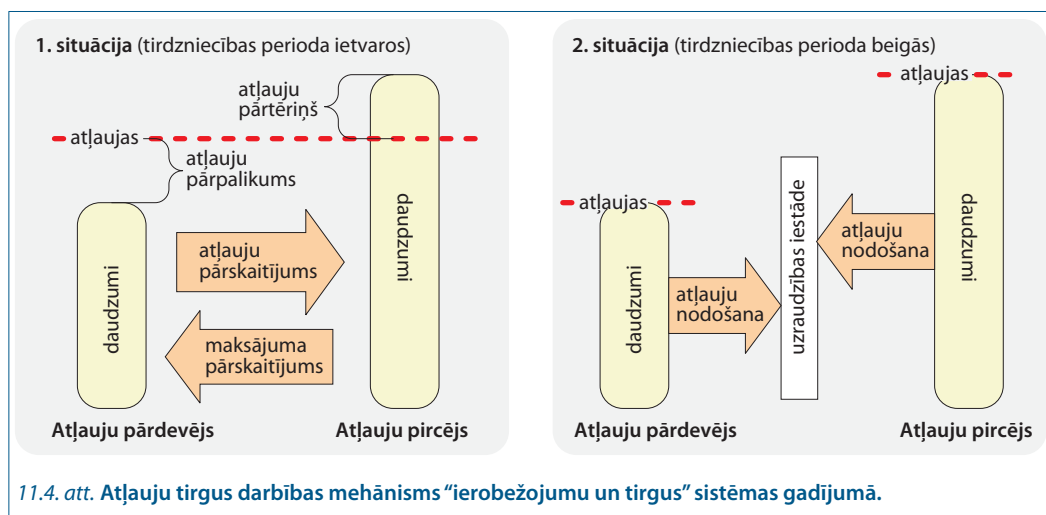 1. situācija (tirdzniecības perioda ietvaros)
atļauju
pārtēriņš
atļaujas
atļauju
pārpalikums
daudzumi
atļauju
pārskaitījums
maksājuma
pārskaitījums
daudzumi
Atļauju pārdevējs
Atļauju pircējs
2. situācija (tirdzniecības perioda beigās)
atļaujas
atļaujas
daudzumi
atļauju
nodošana
uzraudzības iestāde
atļauju
nodošana
daudzumi
Atļauju pārdevējs
Atļauju pircējs
11.4. att. Atļauju tirgus darbības mehānisms “ierobežojumu un tirgus” sistēmas gadījumā.